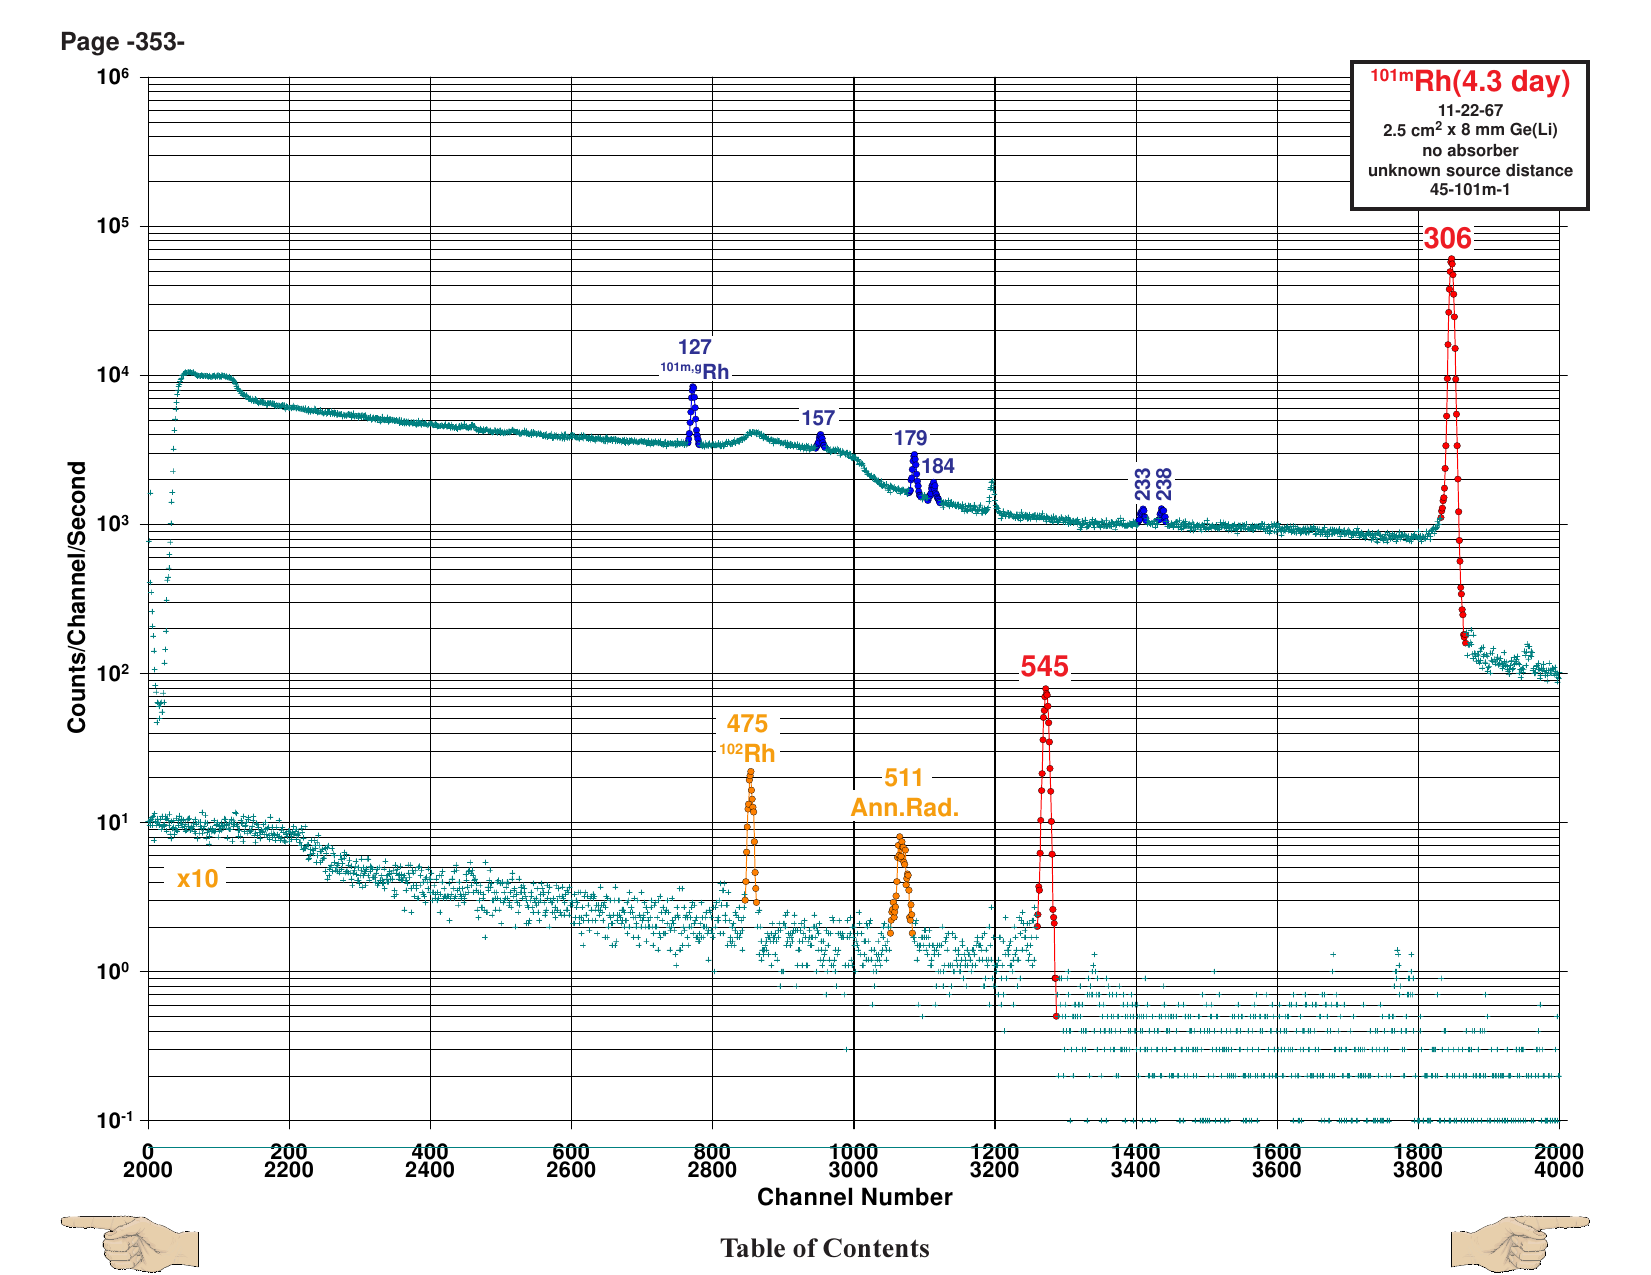 Page -353-
10⁶
10⁵
10⁴
10³
10²
10¹
10⁰
10⁻¹
Counts/Channel/Second
¹⁰¹ᵐRh(4.3 day)
11-22-67
2.5 cm² x 8 mm Ge(Li)
no absorber
unknown source distance
45-101m-1
306
127
¹⁰¹ᵐ,ᵍRh
157
179
184
233
238
545
475
¹⁰²Rh
511
Ann.Rad.
x10
0 200 400 600 800 1000 1200 1400 1600 1800 2000
2000 2200 2400 2600 2800 3000 3200 3400 3600 3800 4000
Channel Number
Table of Contents